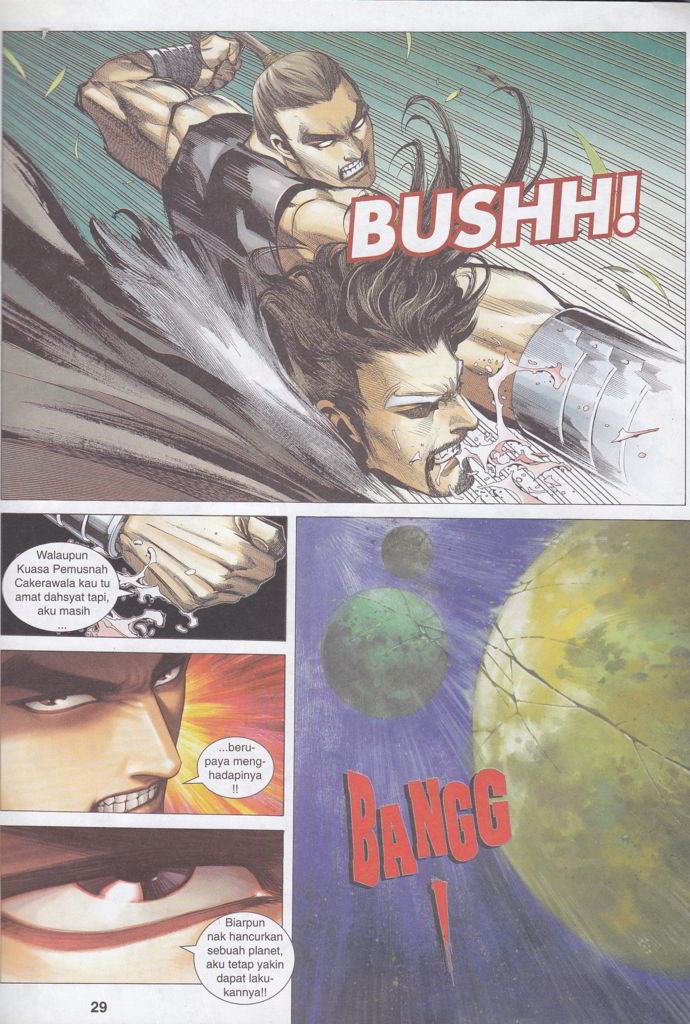 BUSHH!
Walaupun
Kuasa Pemusnah
Cakerawala kau tu
amat dahsyat tapi,
aku masih
...
...beru-
paya meng-
hadapinya
!!
BANGG
!
Biarpun
nak hancurkan
sebuah planet,
aku tetap yakin
dapat laku-
kannya!!
29